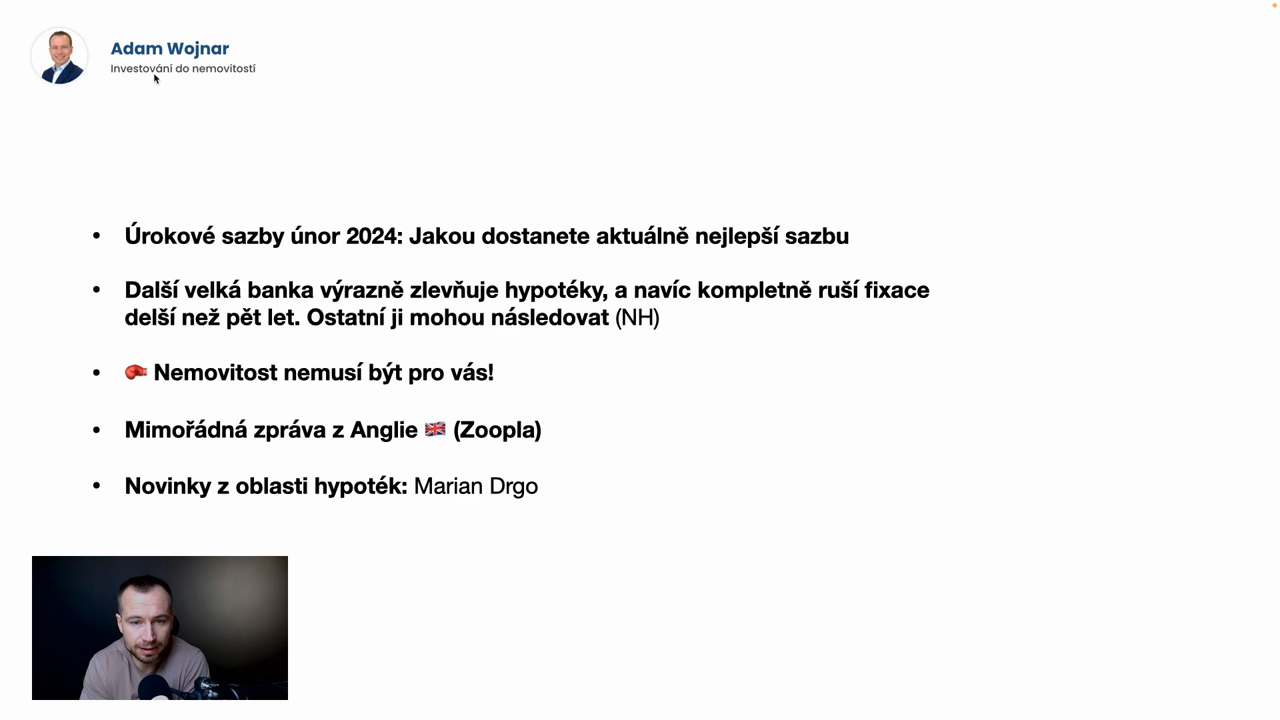 Adam Wojnar
Investování do nemovitostí
• Úrokové sazby únor 2024: Jakou dostanete aktuálně nejlepší sazbu
• Další velká banka výrazně zlevňuje hypotéky, a navíc kompletně ruší fixace
delší než pět let. Ostatní ji mohou následovat (NH)
• 🥊 Nemovitost nemusí být pro vás!
• Mimořádná zpráva z Anglie 🇬🇧 (Zoopla)
• Novinky z oblasti hypoték: Marian Drgo